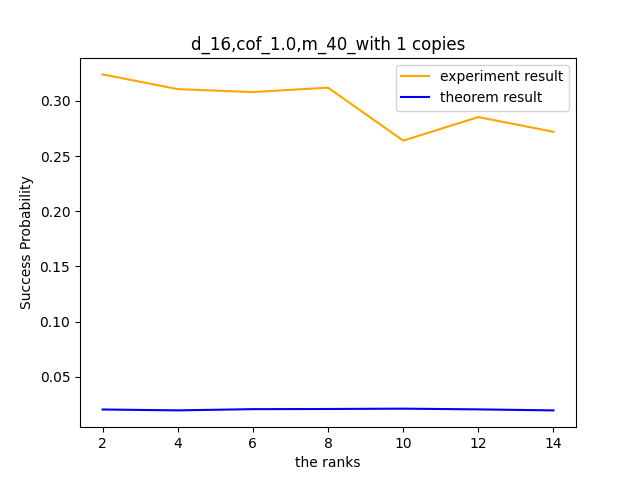 d_16,cof_1.0,m_40_with 1 copies
experiment result
theorem result
Success Probability
0.30
0.25
0.20
0.15
0.10
0.05
2 4 6 8 10 12 14
the ranks